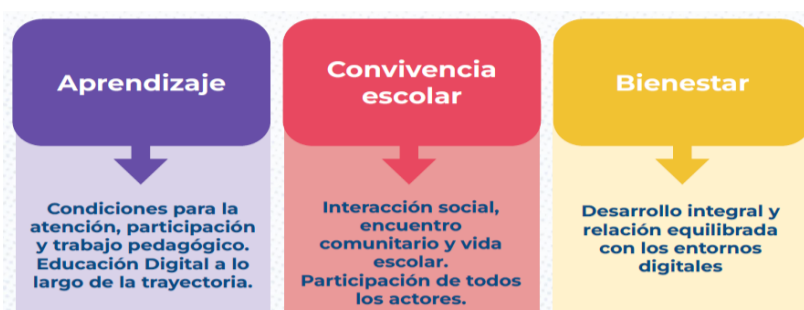 Aprendizaje
Condiciones para la
atención, participación
y trabajo pedagógico.
Educación Digital a lo
largo de la trayectoria.
Convivencia
escolar
Interacción social,
encuentro
comunitario y vida
escolar.
Participación de todos
los actores.
Bienestar
Desarrollo integral y
relación equilibrada
con los entornos
digitales